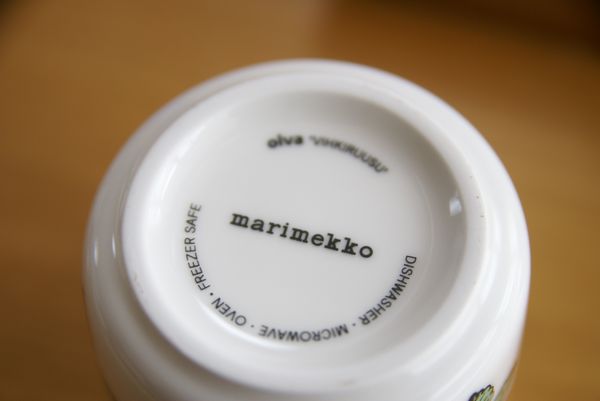 oiva "VIHKIRUUSU"
marimekko
DISHWASHER · MICROWAVE · OVEN · FREEZER SAFE